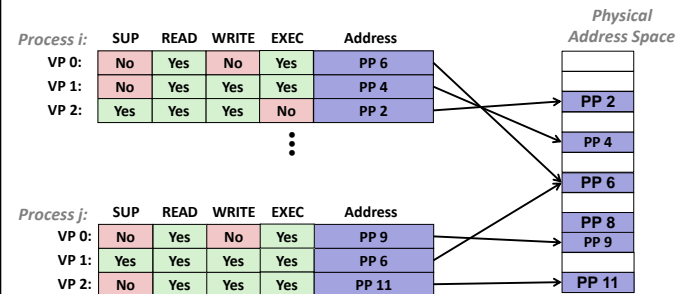 Physical
Address Space
Process i: SUP READ WRITE EXEC Address
VP 0: No Yes No Yes PP 6
VP 1: No Yes Yes Yes PP 4
VP 2: Yes Yes Yes No PP 2
PP 2
PP 4
PP 6
Process j: SUP READ WRITE EXEC Address
VP 0: No Yes No Yes PP 9
VP 1: Yes Yes Yes Yes PP 6
VP 2: No Yes Yes Yes PP 11
PP 8
PP 9
PP 11